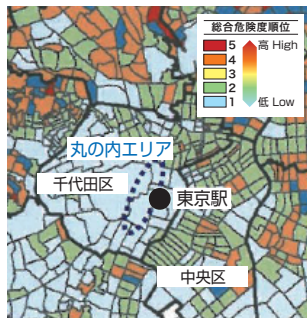 総合危険度順位
5 高 High
4
3
2
1 低 Low
丸の内エリア
千代田区
東京駅
中央区